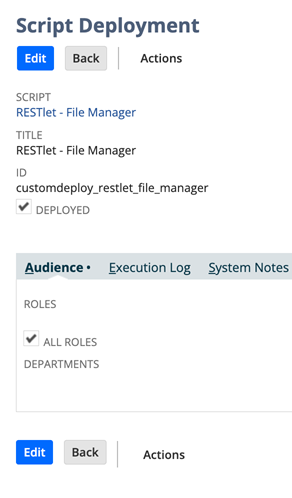 Script Deployment
Edit Back Actions
SCRIPT
RESTlet - File Manager
TITLE
RESTlet - File Manager
ID
customdeploy_restlet_file_manager
DEPLOYED
Audience • Execution Log System Notes
ROLES
ALL ROLES
DEPARTMENTS
Edit Back Actions